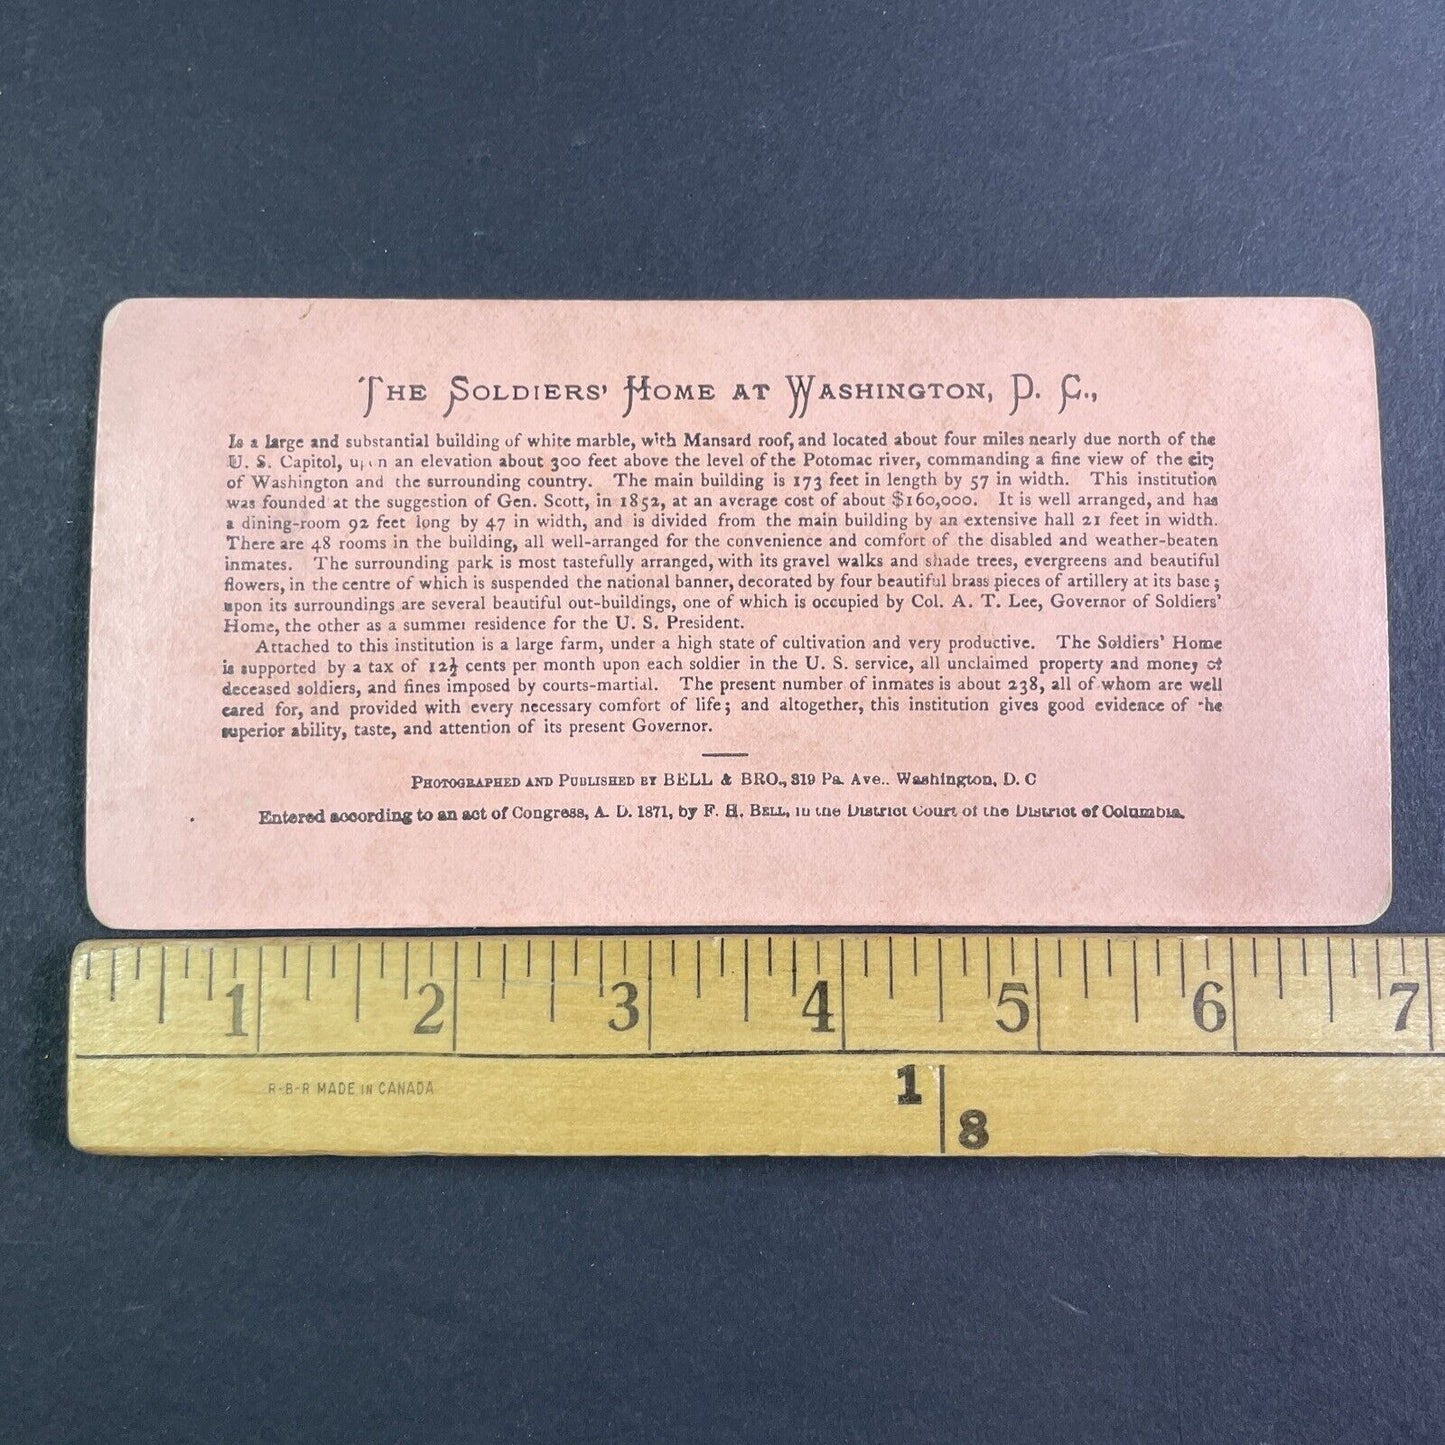 THE SOLDIERS' HOME AT WASHINGTON, D. C.,
Is a large and substantial building of white marble, with Mansard roof, and located about four miles nearly due north of the
U. S. Capitol, upon an elevation about 300 feet above the level of the Potomac river, commanding a fine view of the city
of Washington and the surrounding country. The main building is 173 feet in length by 57 in width. This institution
was founded at the suggestion of Gen. Scott, in 1852, at an average cost of about $160,000. It is well arranged, and has
a dining-room 92 feet long by 47 in width, and is divided from the main building by an extensive hall 21 feet in width.
There are 48 rooms in the building, all well-arranged for the convenience and comfort of the disabled and weather-beaten
inmates. The surrounding park is most tastefully arranged, with its gravel walks and shade trees, evergreens and beautiful
flowers, in the centre of which is suspended the national banner, decorated by four beautiful brass pieces of artillery at its base;
upon its surroundings are several beautiful out-buildings, one of which is occupied by Col. A. T. Lee, Governor of Soldiers'
Home, the other as a summer residence for the U. S. President.
Attached to this institution is a large farm, under a high state of cultivation and very productive. The Soldiers' Home
is supported by a tax of 12½ cents per month upon each soldier in the U. S. service, all unclaimed property and money of
deceased soldiers, and fines imposed by courts-martial. The present number of inmates is about 238, all of whom are well
cared for, and provided with every necessary comfort of life; and altogether, this institution gives good evidence of the
superior ability, taste, and attention of its present Governor.
PHOTOGRAPHED AND PUBLISHED BY BELL & BRO., 319 Pa. Ave.. Washington, D. C
Entered according to an act of Congress, A. D. 1871, by F. H. BELL, in the District Court of the District of Columbia.
1 2 3 4 5 6 7
R-B-R MADE IN CANADA
1
8